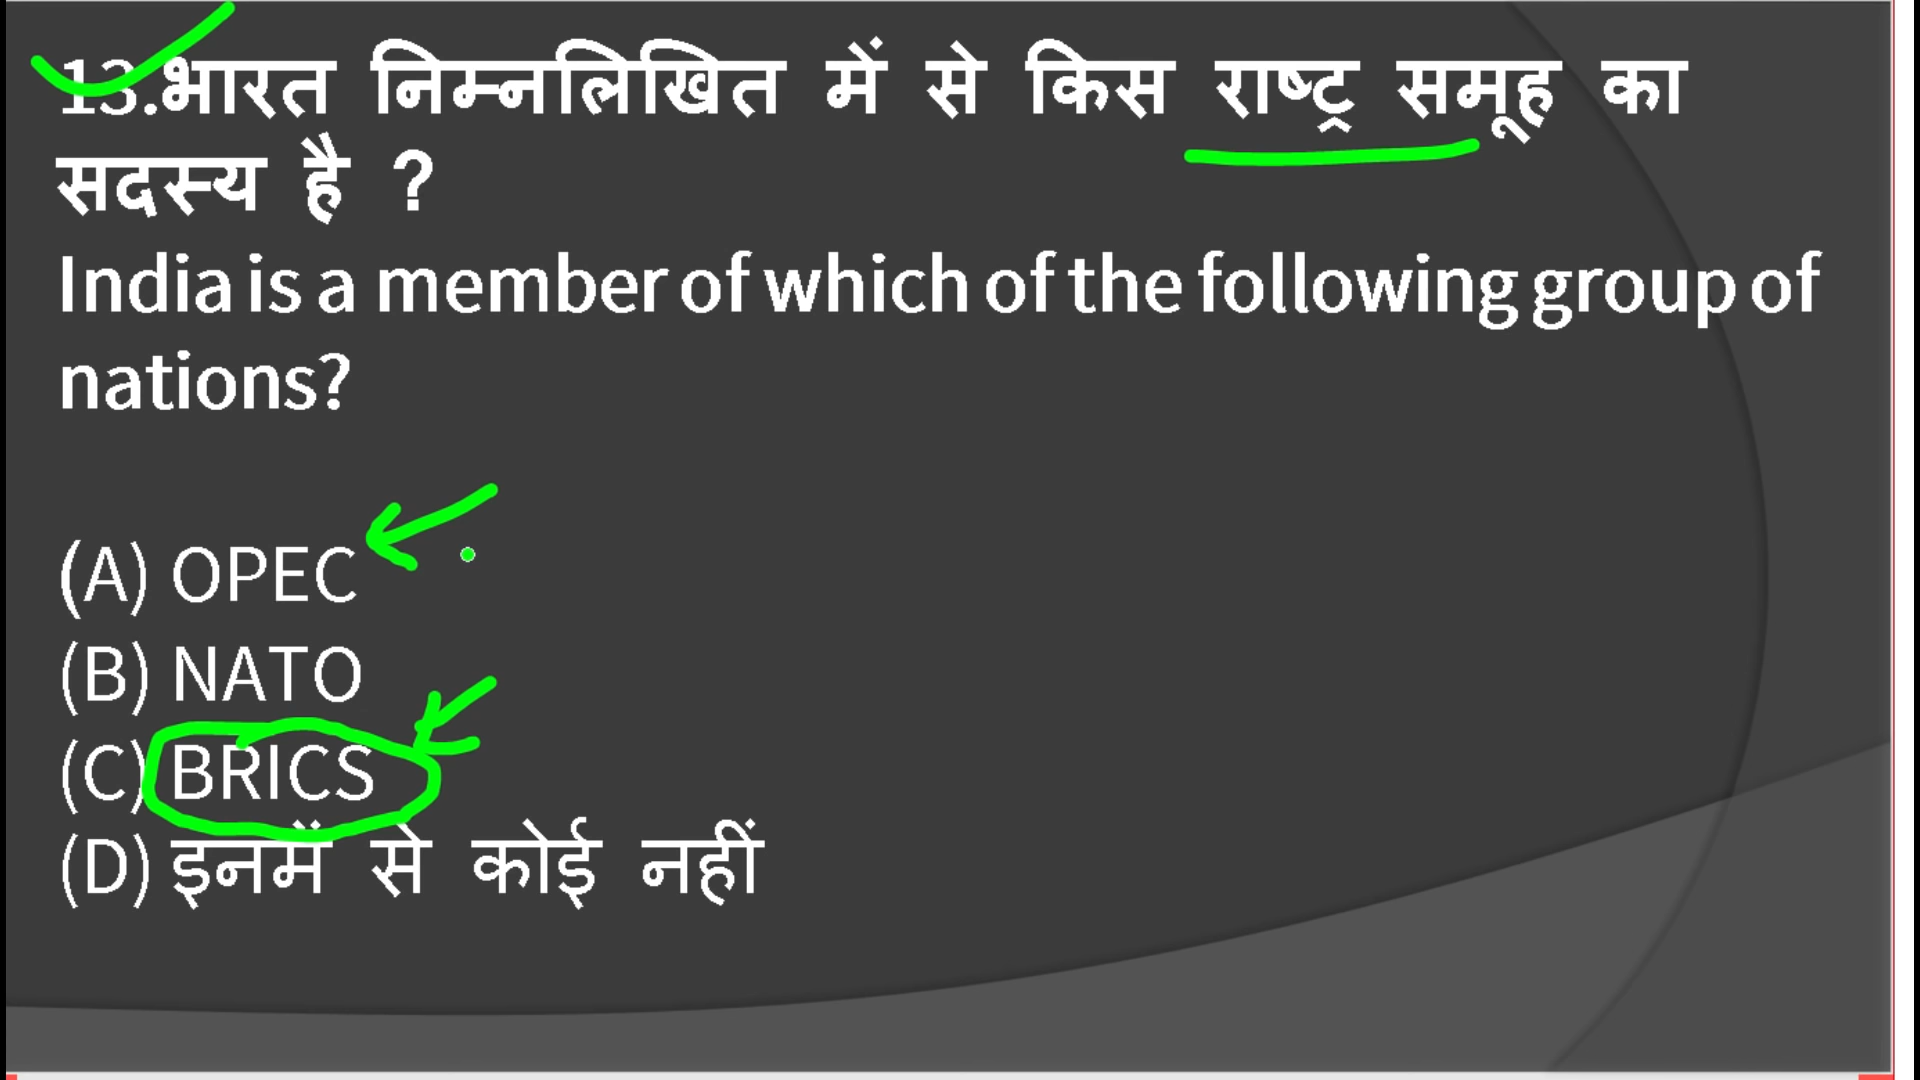 13.भारत निम्नलिखित में से किस राष्ट्र समूह का
सदस्य है ?
India is a member of which of the following group of
nations?
(A) OPEC
(B) NATO
(C) BRICS
(D) इनमें से कोई नहीं